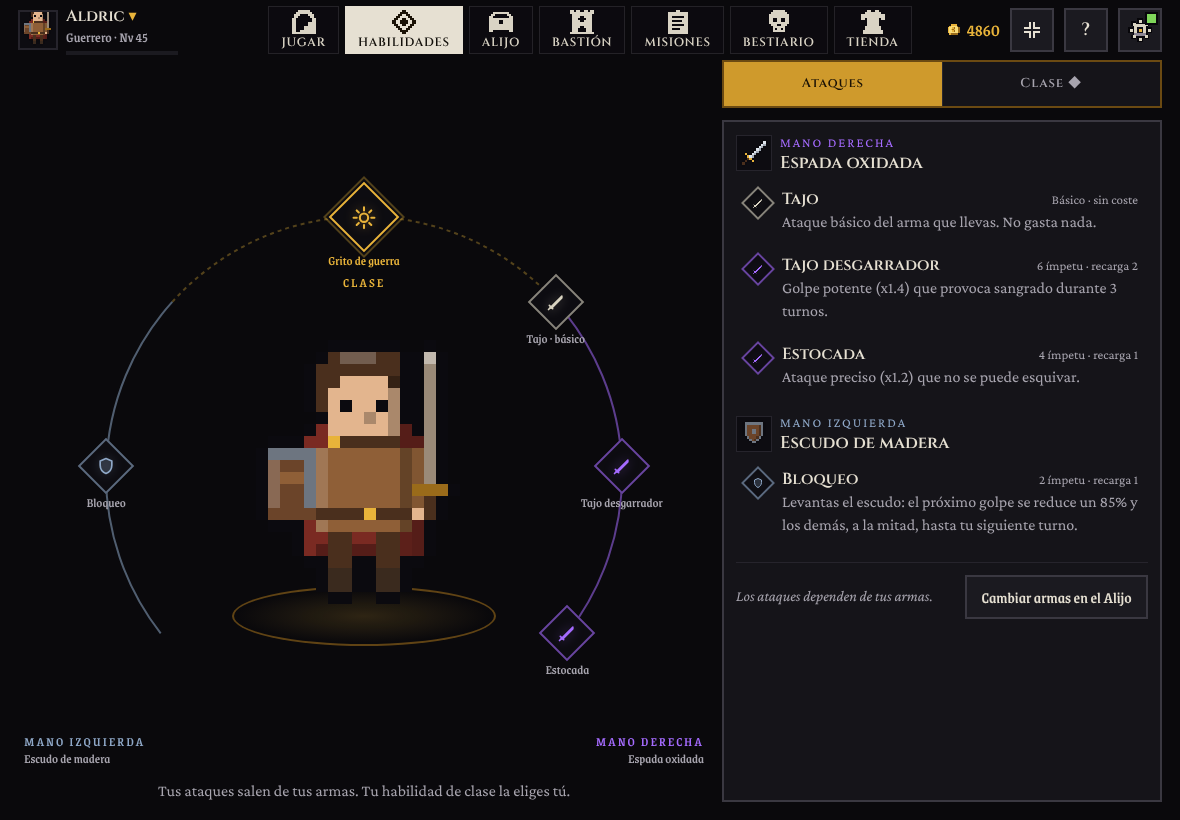 ALDRIC ▼
Guerrero · Nv 45
JUGAR
HABILIDADES
ALIJO
BASTIÓN
MISIONES
BESTIARIO
TIENDA
4860
?
ATAQUES
CLASE ◆
Grito de guerra
CLASE
Tajo · básico
Bloqueo
Tajo desgarrador
Estocada
MANO IZQUIERDA
Escudo de madera
MANO DERECHA
Espada oxidada
Tus ataques salen de tus armas. Tu habilidad de clase la eliges tú.
MANO DERECHA
ESPADA OXIDADA
TAJO
Básico · sin coste
Ataque básico del arma que llevas. No gasta nada.
TAJO DESGARRADOR
6 ímpetu · recarga 2
Golpe potente (x1.4) que provoca sangrado durante 3
turnos.
ESTOCADA
4 ímpetu · recarga 1
Ataque preciso (x1.2) que no se puede esquivar.
MANO IZQUIERDA
ESCUDO DE MADERA
BLOQUEO
2 ímpetu · recarga 1
Levantas el escudo: el próximo golpe se reduce un 85% y
los demás, a la mitad, hasta tu siguiente turno.
Los ataques dependen de tus armas.
Cambiar armas en el Alijo